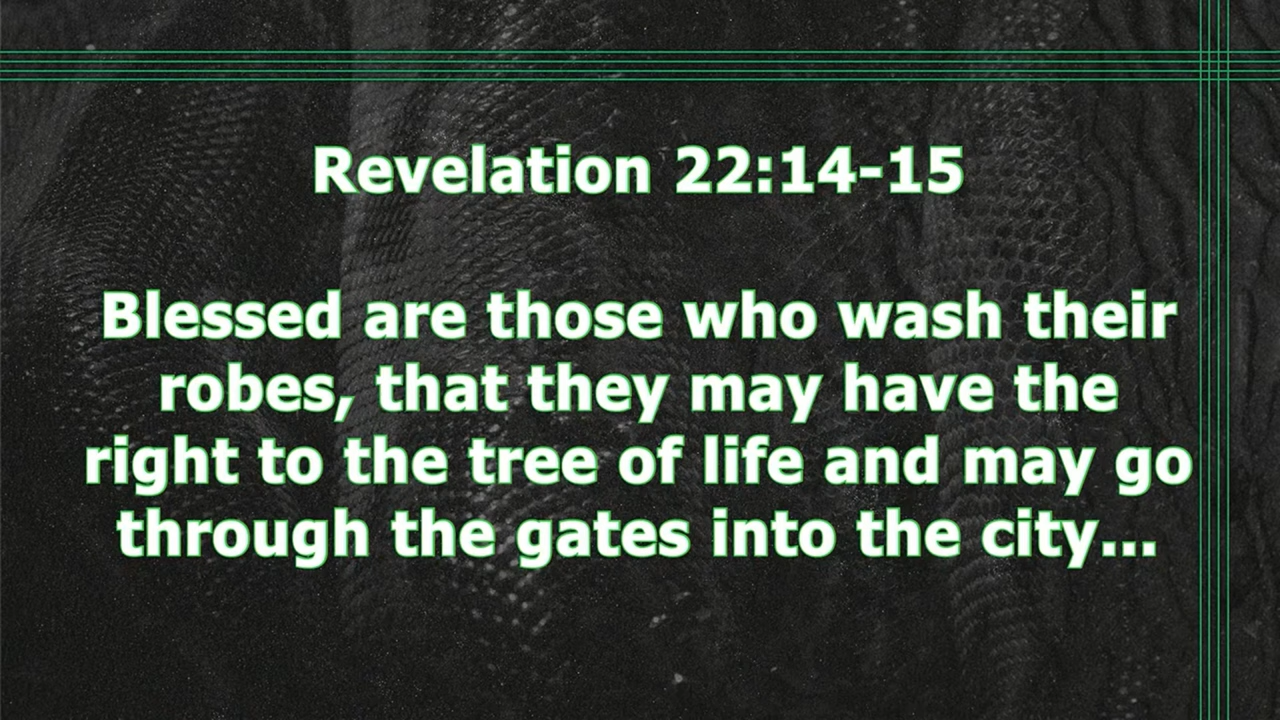 Revelation 22:14-15
Blessed are those who wash their
robes, that they may have the
right to the tree of life and may go
through the gates into the city...